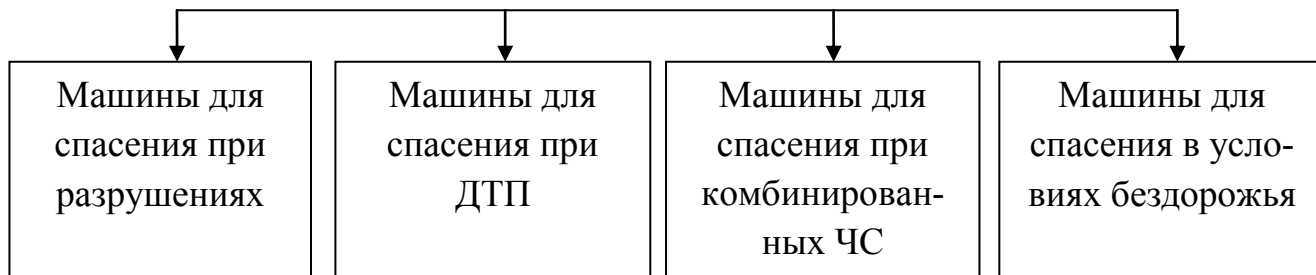 Машины для
спасения при
разрушениях
Машины для
спасения при
ДТП
Машины для
спасения при
комбинирован-
ных ЧС
Машины для
спасения в усло-
виях бездорожья